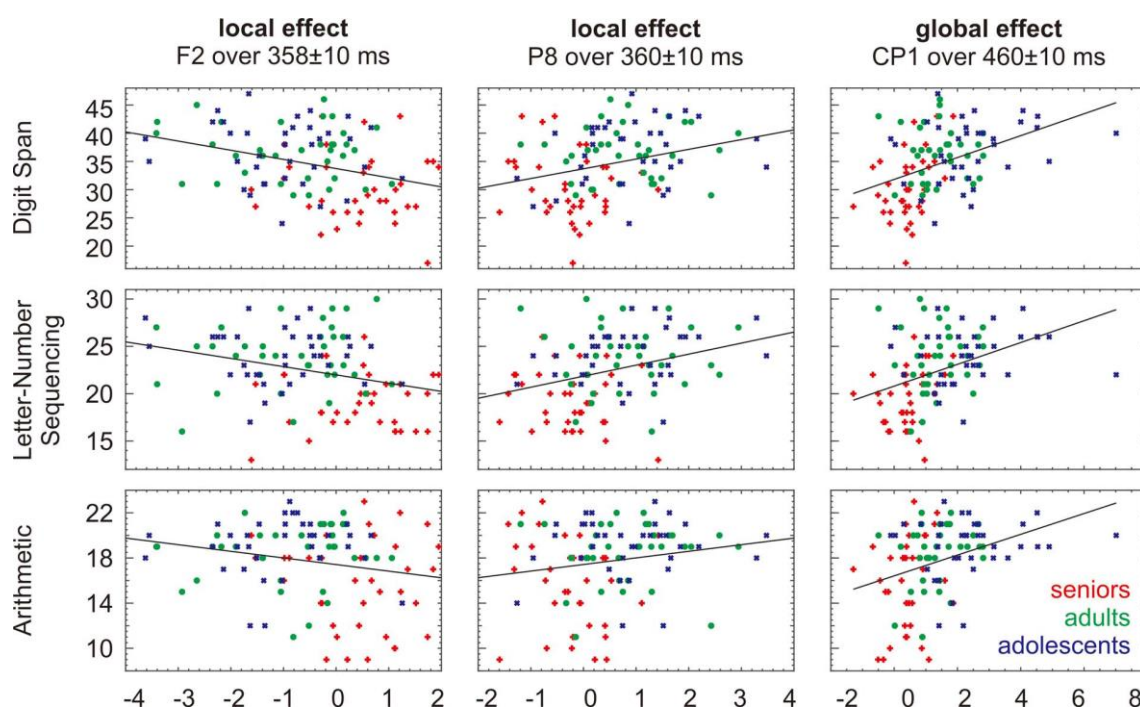 local effect
F2 over 358±10 ms
local effect
P8 over 360±10 ms
global effect
CP1 over 460±10 ms
Digit Span
45
40
35
30
25
20
Letter-Number
Sequencing
30
25
20
15
Arithmetic
22
18
14
10
seniors
adults
adolescents
-4 -3 -2 -1 0 1 2
-2 -1 0 1 2 3 4
-2 0 2 4 6 8